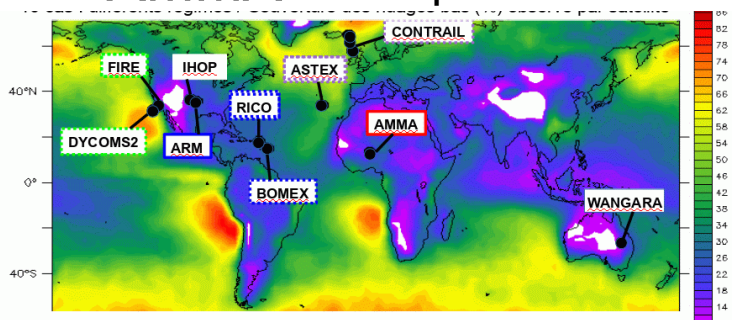 CONTRAIL
FIRE
IHOP
ASTEX
RICO
AMMA
DYCOMS2
ARM
BOMEX
WANGARA
40°N
0°
40°S
86
78
74
70
66
62
58
54
50
46
42
38
34
30
26
22
18
14